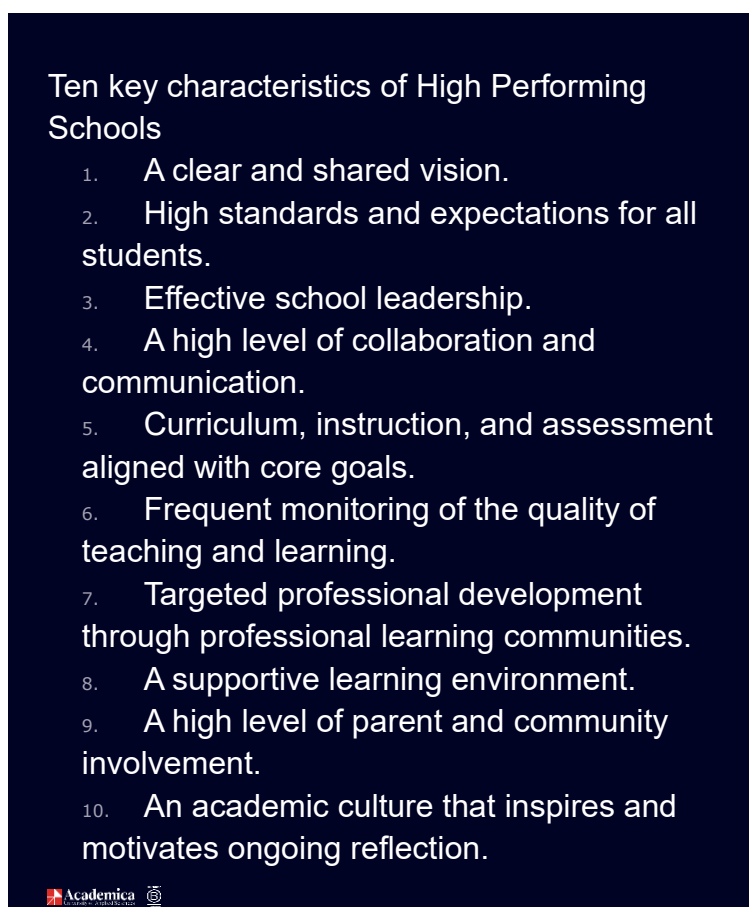 Ten key characteristics of High Performing
Schools
1. A clear and shared vision.
2. High standards and expectations for all
students.
3. Effective school leadership.
4. A high level of collaboration and
communication.
5. Curriculum, instruction, and assessment
aligned with core goals.
6. Frequent monitoring of the quality of
teaching and learning.
7. Targeted professional development
through professional learning communities.
8. A supportive learning environment.
9. A high level of parent and community
involvement.
10. An academic culture that inspires and
motivates ongoing reflection.
Academica
University of Applied Sciences